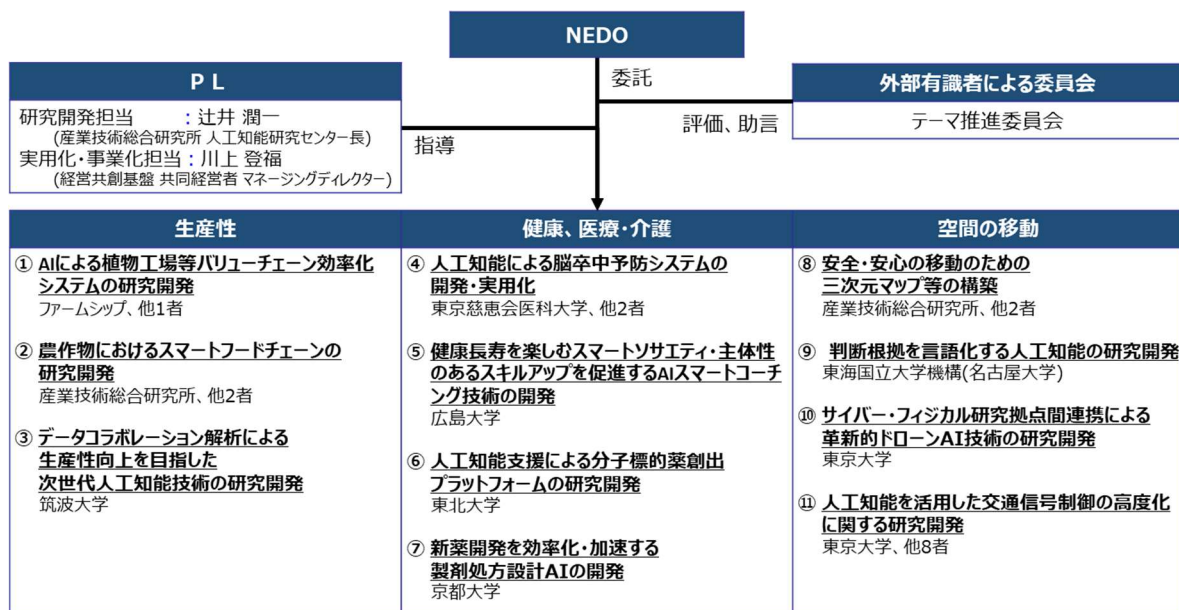 NEDO
P L
研究開発担当　　：辻井 潤一
(産業技術総合研究所 人工知能研究センター長)
実用化・事業化担当：川上 登福
(経営共創基盤 共同経営者 マネージングディレクター)
委託
指導
評価、助言
外部有識者による委員会
テーマ推進委員会
生産性
① AIによる植物工場等バリューチェーン効率化
システムの研究開発
ファームシップ、他1者
② 農作物におけるスマートフードチェーンの
研究開発
産業技術総合研究所、他2者
③ データコラボレーション解析による
生産性向上を目指した
次世代人工知能技術の研究開発
筑波大学
健康、医療・介護
④ 人工知能による脳卒中予防システムの
開発・実用化
東京慈恵会医科大学、他2者
⑤ 健康長寿を楽しむスマートソサエティ・主体性
のあるスキルアップを促進するAIスマートコーチ
ング技術の開発
広島大学
⑥ 人工知能支援による分子標的薬創出
プラットフォームの研究開発
東北大学
⑦ 新薬開発を効率化・加速する
製剤処方設計AIの開発
京都大学
空間の移動
⑧ 安全・安心の移動のための
三次元マップ等の構築
産業技術総合研究所、他2者
⑨ 判断根拠を言語化する人工知能の研究開発
東海国立大学機構(名古屋大学)
⑩ サイバー・フィジカル研究拠点間連携による
革新的ドローンAI技術の研究開発
東京大学
⑪ 人工知能を活用した交通信号制御の高度化
に関する研究開発
東京大学、他8者